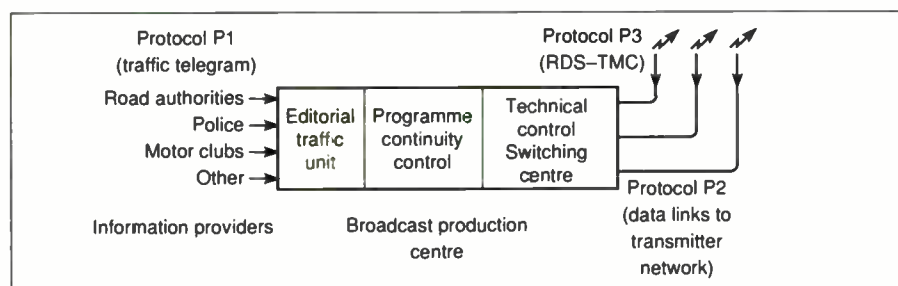 Protocol P1
(traffic telegram)
Road authorities
Police
Motor clubs
Other
Information providers
Editorial
traffic
unit
Programme
continuity
control
Technical
control
Switching
centre
Broadcast production
centre
Protocol P3
(RDS–TMC)
Protocol P2
(data links to
transmitter
network)